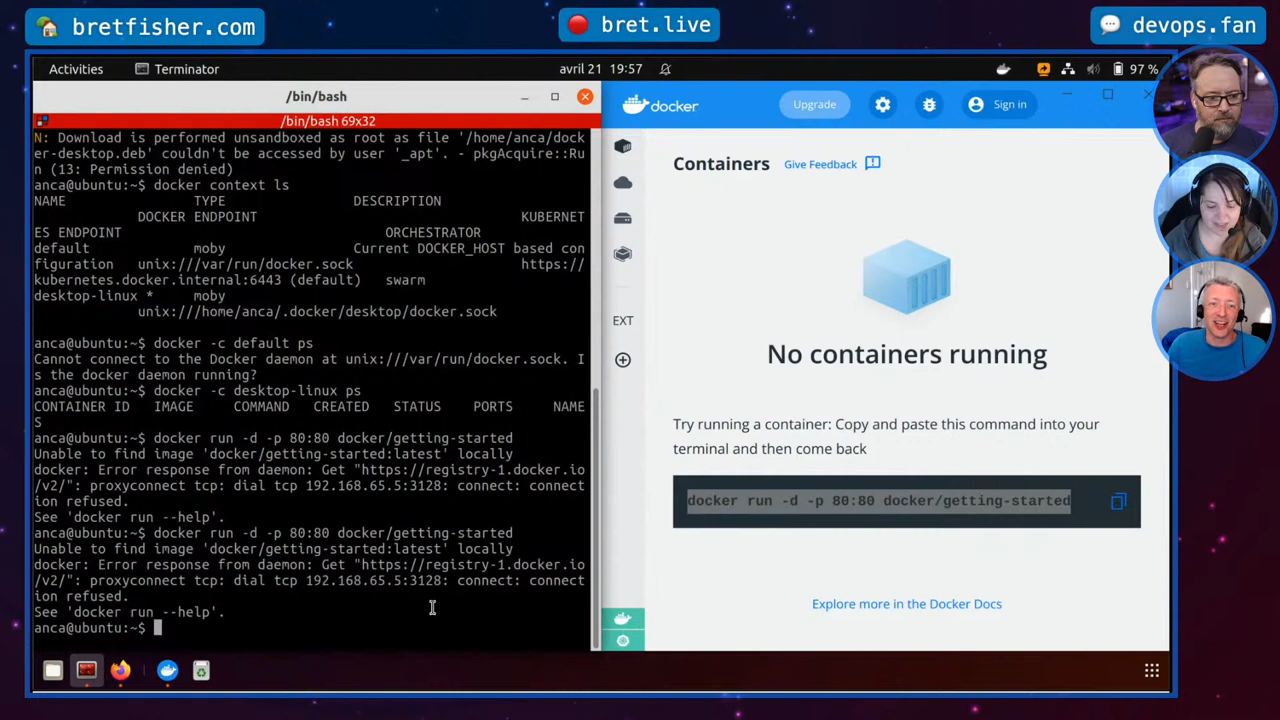 bretfisher.com
bret.live
devops.fan
Activities
Terminator
avril 21 19:57
97 %
/bin/bash
/bin/bash 69x32
N: Download is performed unsandboxed as root as file '/home/anca/dock
er-desktop.deb' couldn't be accessed by user '_apt'. - pkgAcquire::Ru
n (13: Permission denied)
anca@ubuntu:~$ docker context ls
NAME TYPE DESCRIPTION
DOCKER ENDPOINT KUBERNET
ES ENDPOINT ORCHESTRATOR
default moby Current DOCKER_HOST based con
figuration unix:///var/run/docker.sock https://
kubernetes.docker.internal:6443 (default) swarm
desktop-linux * moby
unix:///home/anca/.docker/desktop/docker.sock
anca@ubuntu:~$ docker -c default ps
Cannot connect to the Docker daemon at unix:///var/run/docker.sock. I
s the docker daemon running?
anca@ubuntu:~$ docker -c desktop-linux ps
CONTAINER ID IMAGE COMMAND CREATED STATUS PORTS NAME
S
anca@ubuntu:~$ docker run -d -p 80:80 docker/getting-started
Unable to find image 'docker/getting-started:latest' locally
docker: Error response from daemon: Get "https://registry-1.docker.io
/v2/": proxyconnect tcp: dial tcp 192.168.65.5:3128: connect: connect
ion refused.
See 'docker run --help'.
anca@ubuntu:~$ docker run -d -p 80:80 docker/getting-started
Unable to find image 'docker/getting-started:latest' locally
docker: Error response from daemon: Get "https://registry-1.docker.io
/v2/": proxyconnect tcp: dial tcp 192.168.65.5:3128: connect: connect
ion refused.
See 'docker run --help'.
anca@ubuntu:~$
docker
Upgrade
Sign in
EXT
Containers
Give Feedback
No containers running
Try running a container: Copy and paste this command into your
terminal and then come back
docker run -d -p 80:80 docker/getting-started
Explore more in the Docker Docs